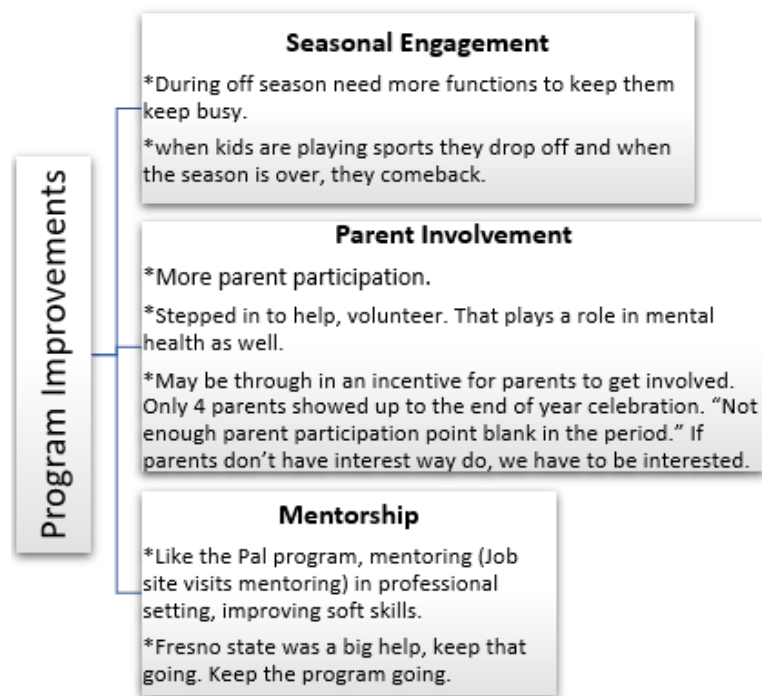 Program Improvements
Seasonal Engagement
*During off season need more functions to keep them
keep busy.
*when kids are playing sports they drop off and when
the season is over, they comeback.
Parent Involvement
*More parent participation.
*Stepped in to help, volunteer. That plays a role in mental
health as well.
*May be through in an incentive for parents to get involved.
Only 4 parents showed up to the end of year celebration. “Not
enough parent participation point blank in the period.” If
parents don’t have interest way do, we have to be interested.
Mentorship
*Like the Pal program, mentoring (Job
site visits mentoring) in professional
setting, improving soft skills.
*Fresno state was a big help, keep that
going. Keep the program going.